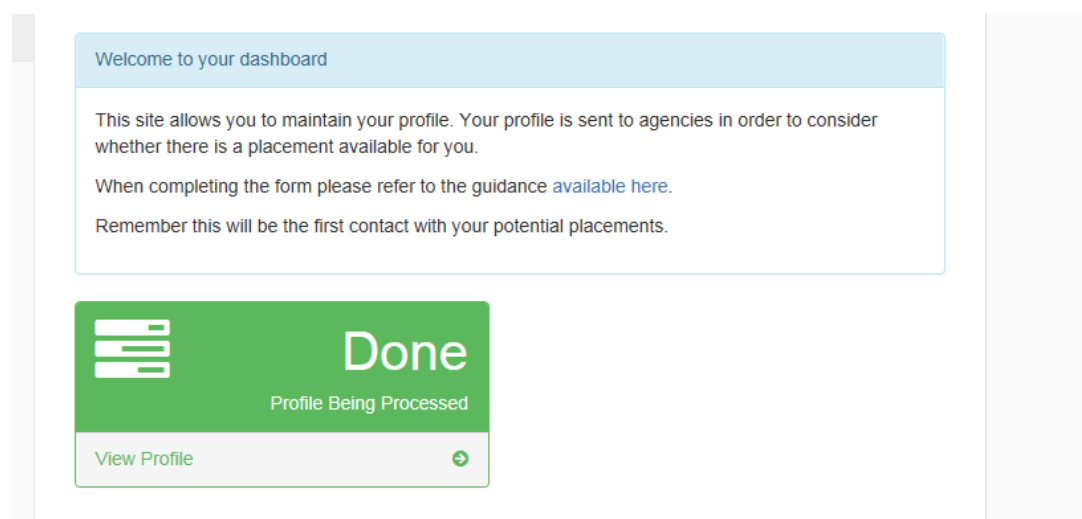 Welcome to your dashboard
This site allows you to maintain your profile. Your profile is sent to agencies in order to consider
whether there is a placement available for you.
When completing the form please refer to the guidance available here.
Remember this will be the first contact with your potential placements.
Done
Profile Being Processed
View Profile